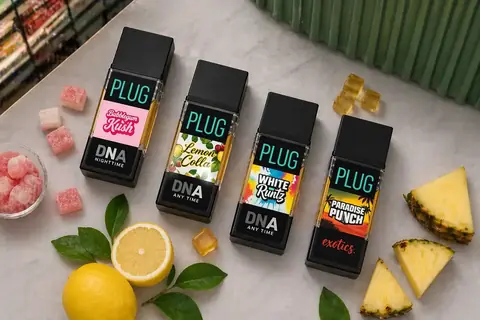 PLUG
Bubblegum
Kush
DNA
NIGHTTIME
PLUG
Lemon
DNA
ANY TIME
PLUG
WHITE
Runtz
DNA
ANY TIME
PLUG
PARADISE
PUNCH
exotics.